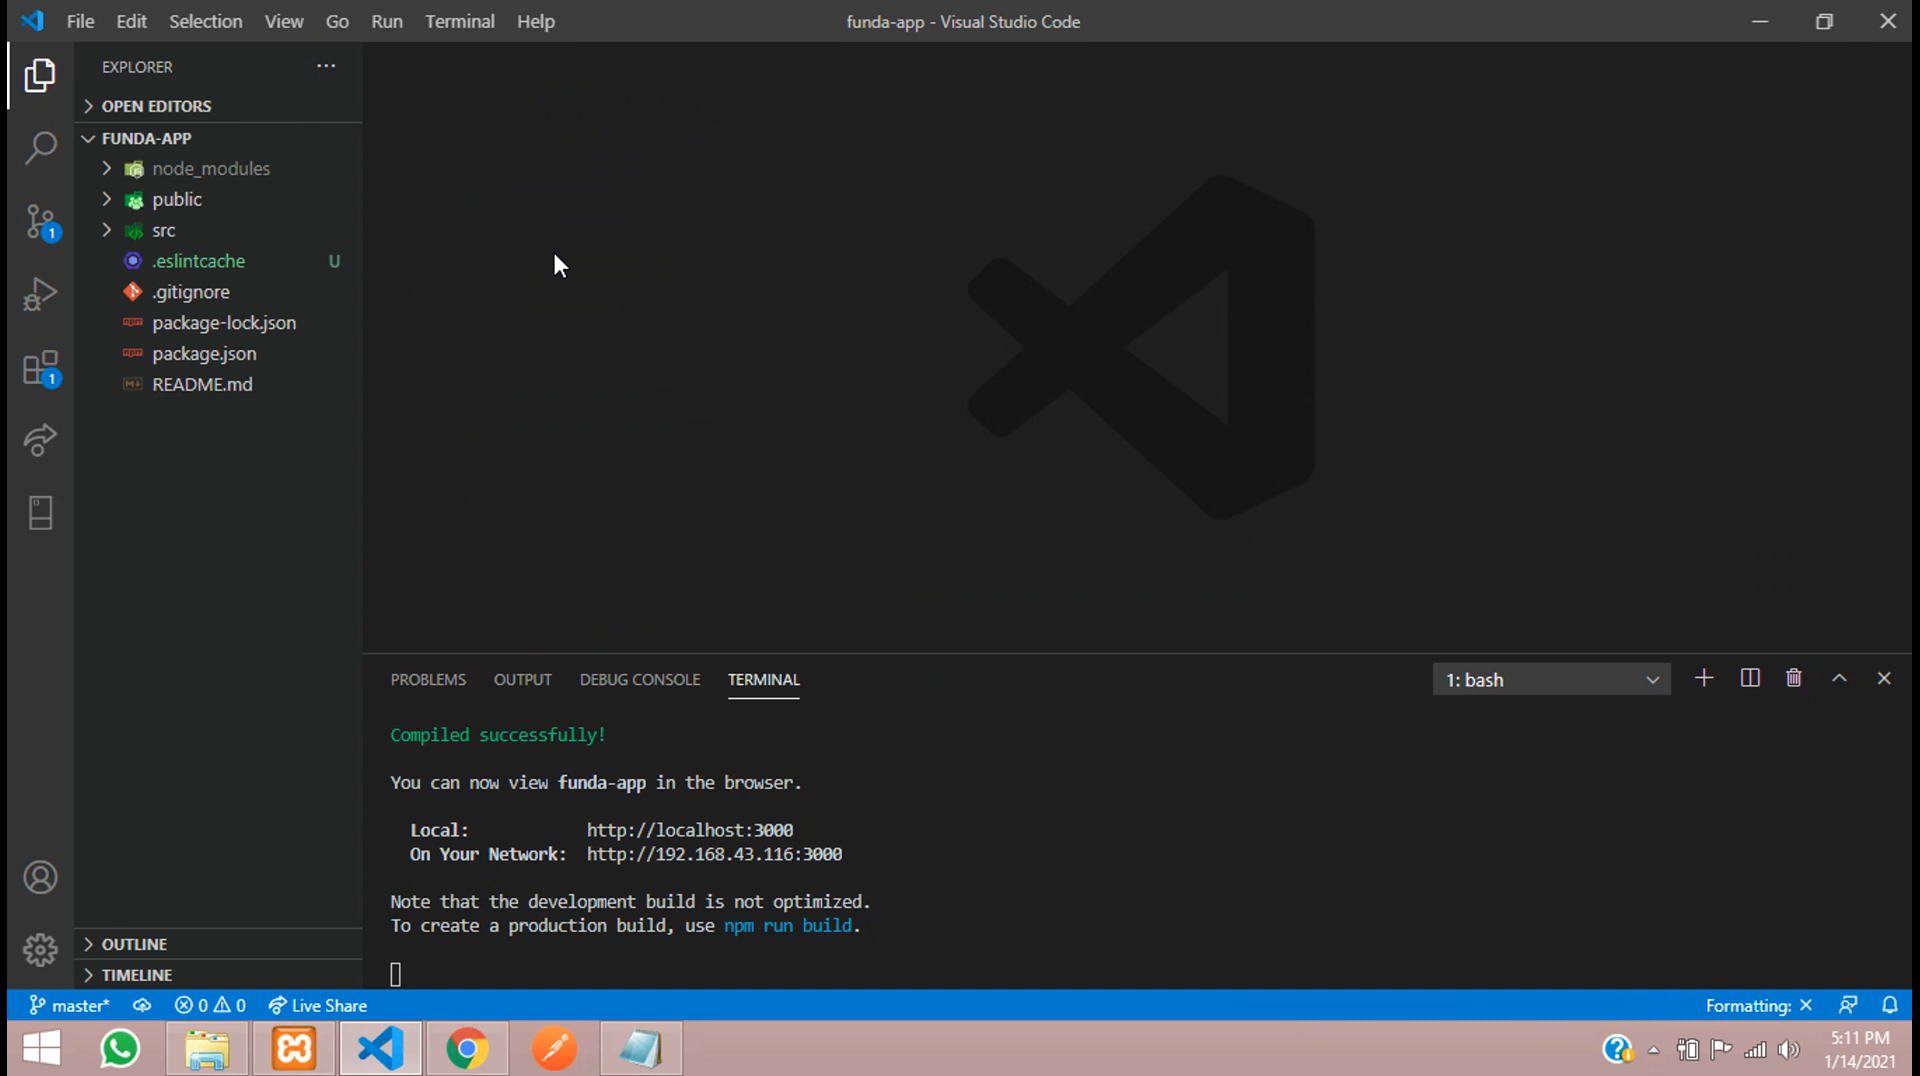 File Edit Selection View Go Run Terminal Help
funda-app - Visual Studio Code
EXPLORER
OPEN EDITORS
FUNDA-APP
node_modules
public
src
.eslintcache U
.gitignore
package-lock.json
package.json
README.md
1
1
OUTLINE
TIMELINE
PROBLEMS OUTPUT DEBUG CONSOLE TERMINAL
1: bash
Compiled successfully!
You can now view funda-app in the browser.
Local: http://localhost:3000
On Your Network: http://192.168.43.116:3000
Note that the development build is not optimized.
To create a production build, use npm run build.
master* 0 0 Live Share
Formatting: ×
5:11 PM
1/14/2021